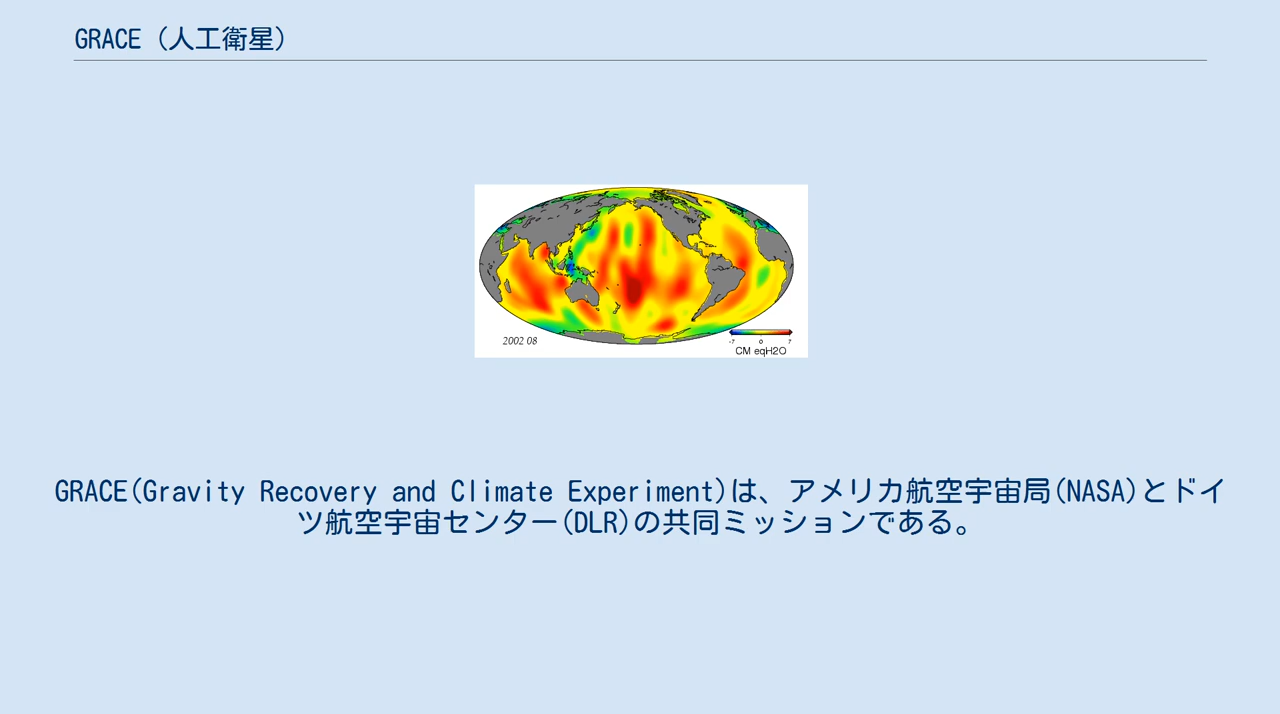 GRACE（人工衛星）
2002 08
-7 0 7
CM eqH2O
GRACE(Gravity Recovery and Climate Experiment)は、アメリカ航空宇宙局(NASA)とドイ
ツ航空宇宙センター(DLR)の共同ミッションである。